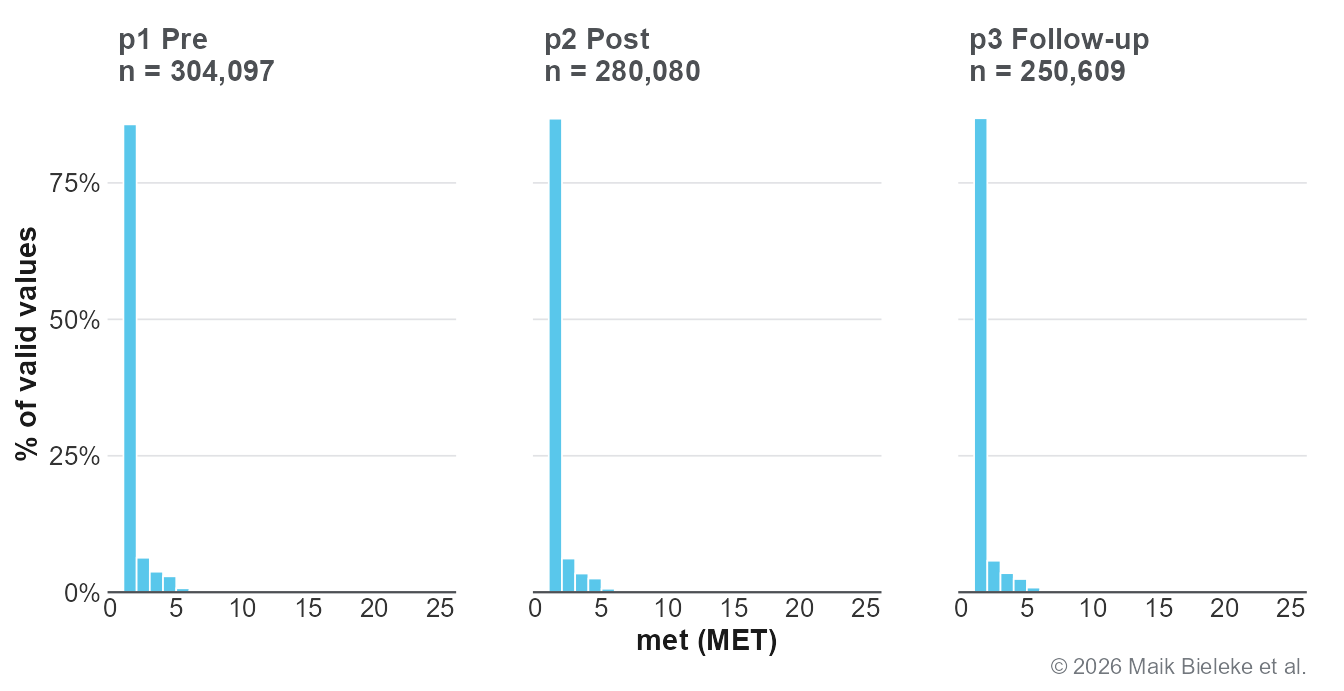 p1 Pre
n = 304,097
p2 Post
n = 280,080
p3 Follow-up
n = 250,609
% of valid values
75%
50%
25%
0%
0 5 10 15 20 25
0 5 10 15 20 25
0 5 10 15 20 25
met (MET)
© 2026 Maik Bieleke et al.